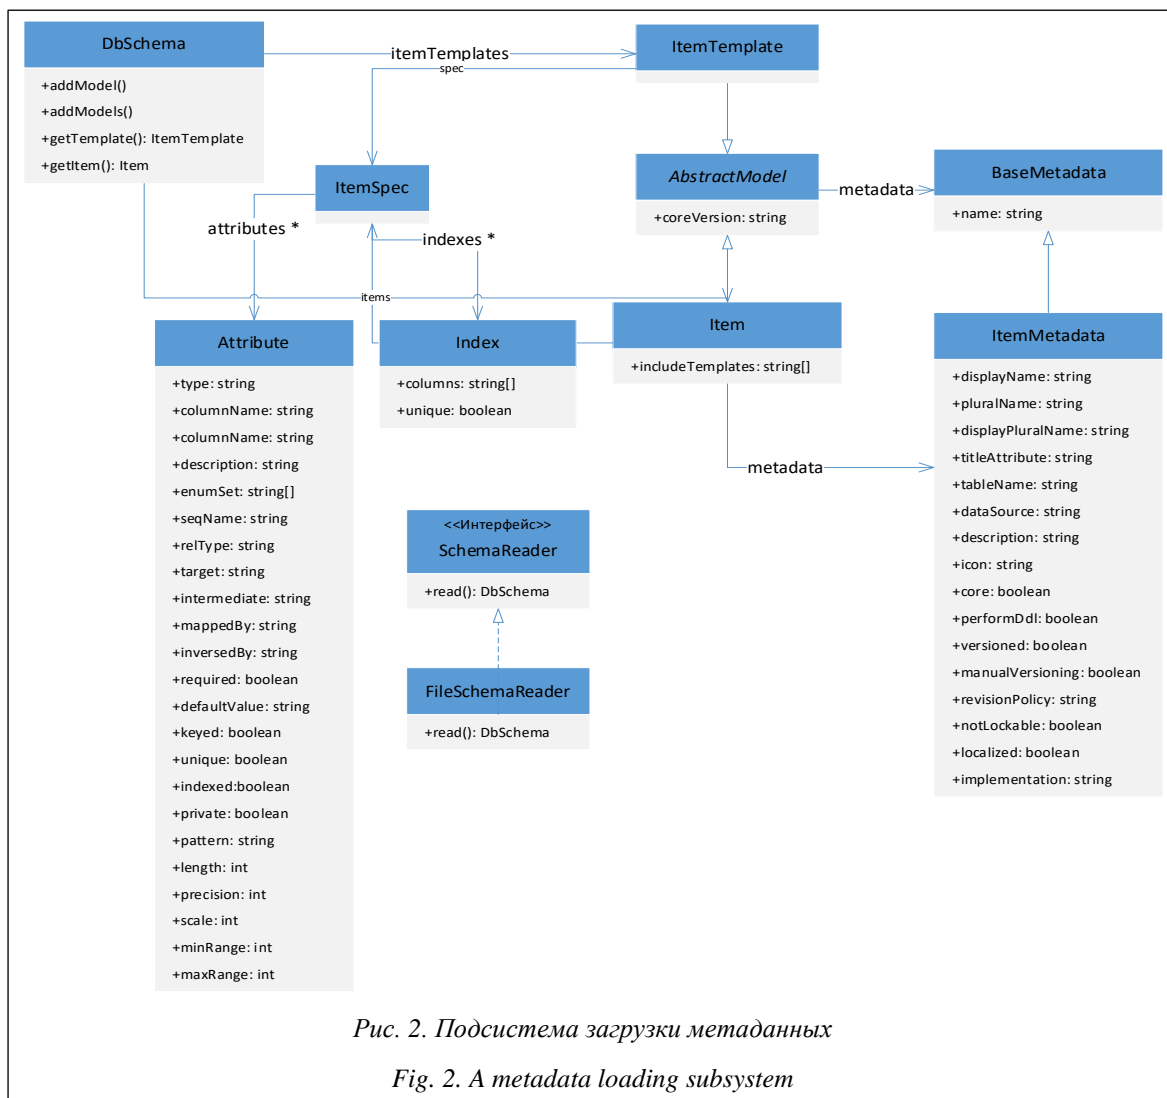 DbSchema
+addModel()
+addModels()
+getTemplate(): ItemTemplate
+getItem(): Item
itemTemplates
spec
ItemTemplate
ItemSpec
AbstractModel
+coreVersion: string
metadata
BaseMetadata
+name: string
attributes *
indexes *
items
Attribute
+type: string
+columnName: string
+columnName: string
+description: string
+enumSet: string[]
+seqName: string
+relType: string
+target: string
+intermediate: string
+mappedBy: string
+inversedBy: string
+required: boolean
+defaultValue: string
+keyed: boolean
+unique: boolean
+indexed:boolean
+private: boolean
+pattern: string
+length: int
+precision: int
+scale: int
+minRange: int
+maxRange: int
Index
+columns: string[]
+unique: boolean
Item
+includeTemplates: string[]
metadata
ItemMetadata
+displayName: string
+pluralName: string
+displayPluralName: string
+titleAttribute: string
+tableName: string
+dataSource: string
+description: string
+icon: string
+core: boolean
+performDdl: boolean
+versioned: boolean
+manualVersioning: boolean
+revisionPolicy: string
+notLockable: boolean
+localized: boolean
+implementation: string
<<Интерфейс>>
SchemaReader
+read(): DbSchema
FileSchemaReader
+read(): DbSchema
Рис. 2. Подсистема загрузки метаданных
Fig. 2. A metadata loading subsystem